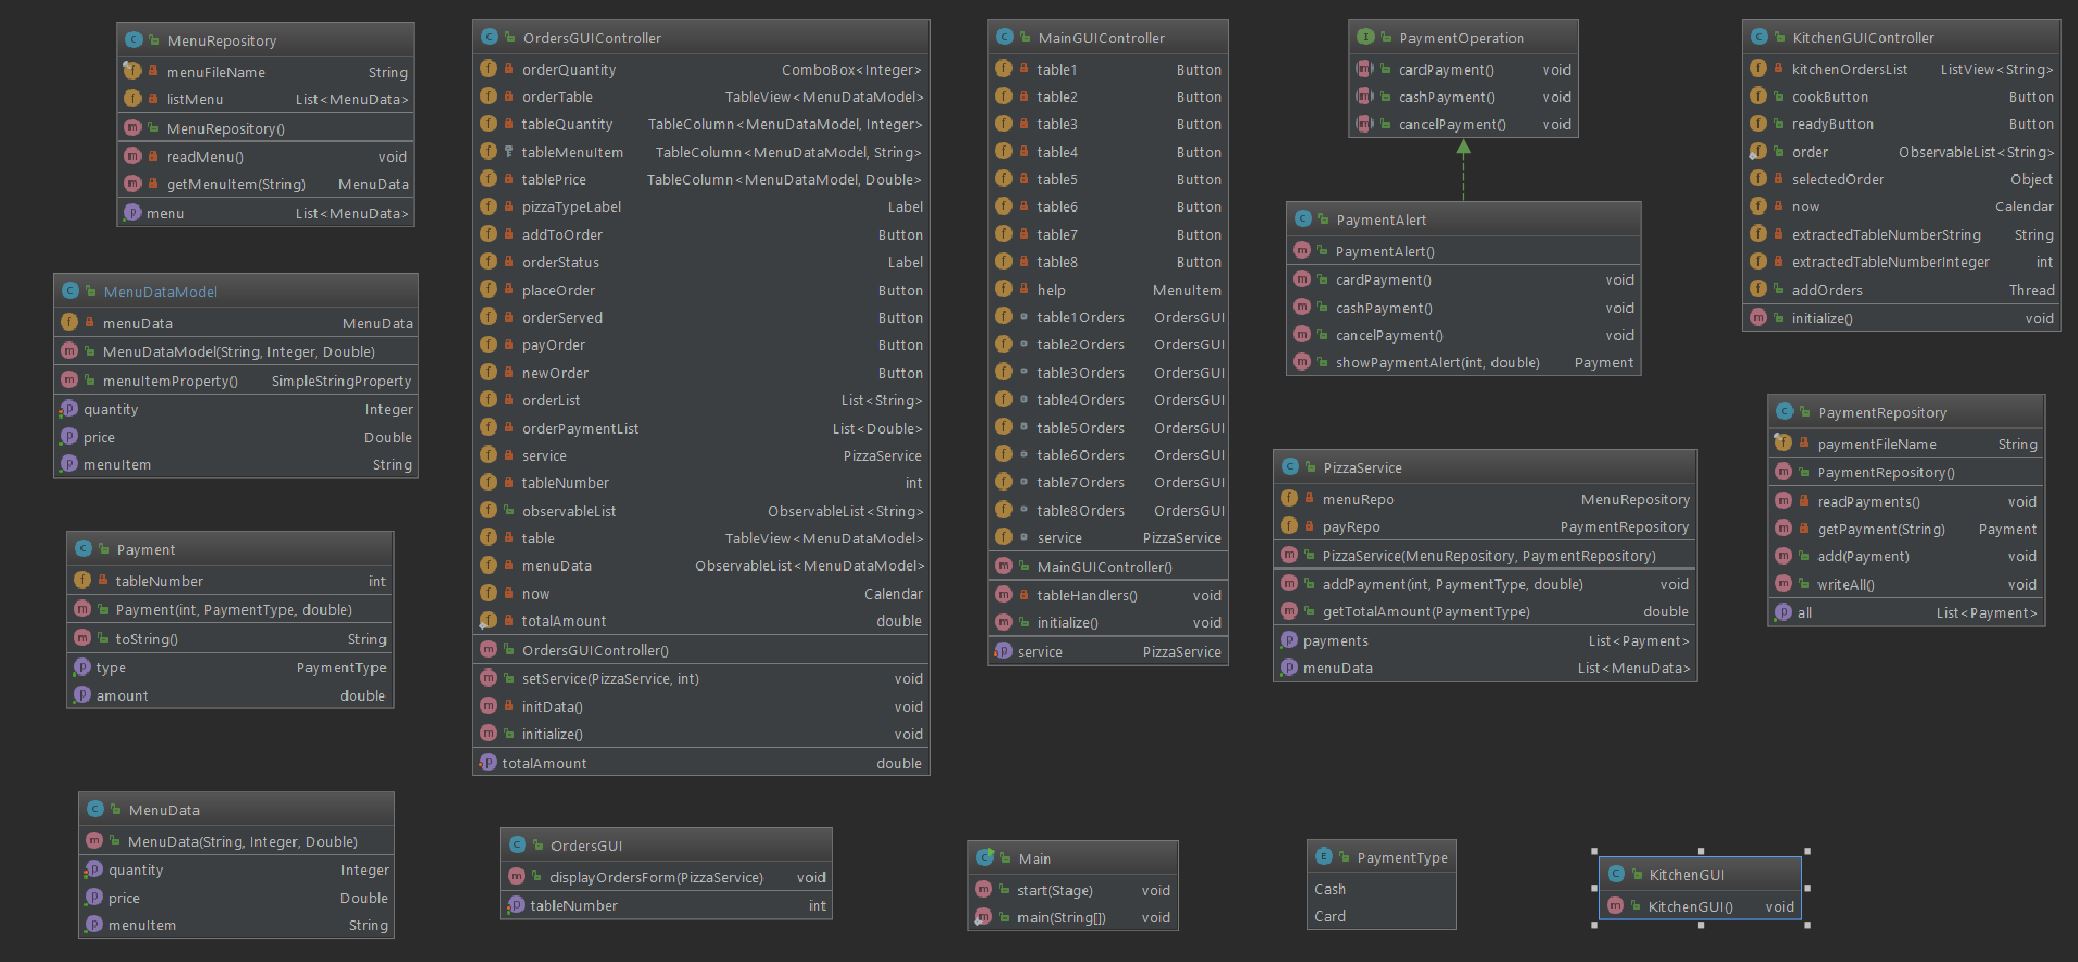 MenuRepository
menuFileName String
listMenu List<MenuData>
MenuRepository()
readMenu() void
getMenuItem(String) MenuData
menu List<MenuData>
MenuDataModel
menuData MenuData
MenuDataModel(String, Integer, Double)
menuItemProperty() SimpleStringProperty
quantity Integer
price Double
menuItem String
Payment
tableNumber int
Payment(int, PaymentType, double)
toString() String
type PaymentType
amount double
MenuData
MenuData(String, Integer, Double)
quantity Integer
price Double
menuItem String
OrdersGUIController
orderQuantity ComboBox<Integer>
orderTable TableView<MenuDataModel>
tableQuantity TableColumn<MenuDataModel, Integer>
tableMenuItem TableColumn<MenuDataModel, String>
tablePrice TableColumn<MenuDataModel, Double>
pizzaTypeLabel Label
addToOrder Button
orderStatus Label
placeOrder Button
orderServed Button
payOrder Button
newOrder Button
orderList List<String>
orderPaymentList List<Double>
service PizzaService
tableNumber int
observableList ObservableList<String>
table TableView<MenuDataModel>
menuData ObservableList<MenuDataModel>
now Calendar
totalAmount double
OrdersGUIController()
setService(PizzaService, int) void
initData() void
initialize() void
totalAmount double
OrdersGUI
displayOrdersForm(PizzaService) void
tableNumber int
MainGUIController
table1 Button
table2 Button
table3 Button
table4 Button
table5 Button
table6 Button
table7 Button
table8 Button
help MenuItem
table1Orders OrdersGUI
table2Orders OrdersGUI
table3Orders OrdersGUI
table4Orders OrdersGUI
table5Orders OrdersGUI
table6Orders OrdersGUI
table7Orders OrdersGUI
table8Orders OrdersGUI
service PizzaService
MainGUIController()
tableHandlers() void
initialize() void
service PizzaService
Main
start(Stage) void
main(String[]) void
PaymentOperation
cardPayment() void
cashPayment() void
cancelPayment() void
PaymentAlert
PaymentAlert()
cardPayment() void
cashPayment() void
cancelPayment() void
showPaymentAlert(int, double) Payment
PizzaService
menuRepo MenuRepository
payRepo PaymentRepository
PizzaService(MenuRepository, PaymentRepository)
addPayment(int, PaymentType, double) void
getTotalAmount(PaymentType) double
payments List<Payment>
menuData List<MenuData>
PaymentType
Cash
Card
KitchenGUIController
kitchenOrdersList ListView<String>
cookButton Button
readyButton Button
order ObservableList<String>
selectedOrder Object
now Calendar
extractedTableNumberString String
extractedTableNumberInteger int
addOrders Thread
initialize() void
PaymentRepository
paymentFileName String
PaymentRepository()
readPayments() void
getPayment(String) Payment
add(Payment) void
writeAll() void
all List<Payment>
KitchenGUI
KitchenGUI() void